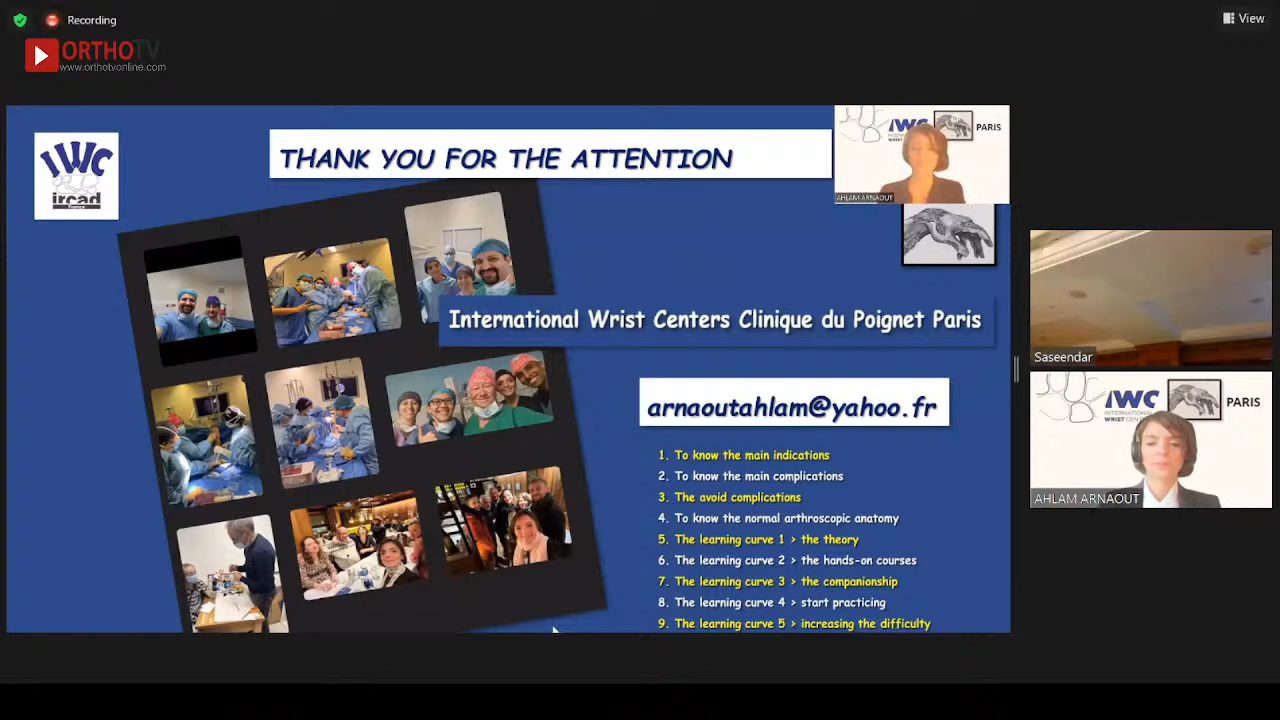 Recording
View
ORTHOTV
www.orthotvonline.com
IWC
ircad
France
THANK YOU FOR THE ATTENTION
IWC
PARIS
AHLAM ARNAOUT
International Wrist Centers Clinique du Poignet Paris
arnaoutahlam@yahoo.fr
1. To know the main indications
2. To know the main complications
3. The avoid complications
4. To know the normal arthroscopic anatomy
5. The learning curve 1 > the theory
6. The learning curve 2 > the hands-on courses
7. The learning curve 3 > the companionship
8. The learning curve 4 > start practicing
9. The learning curve 5 > increasing the difficulty
Saseendar
IWC
INTERNATIONAL
PARIS
AHLAM ARNAOUT